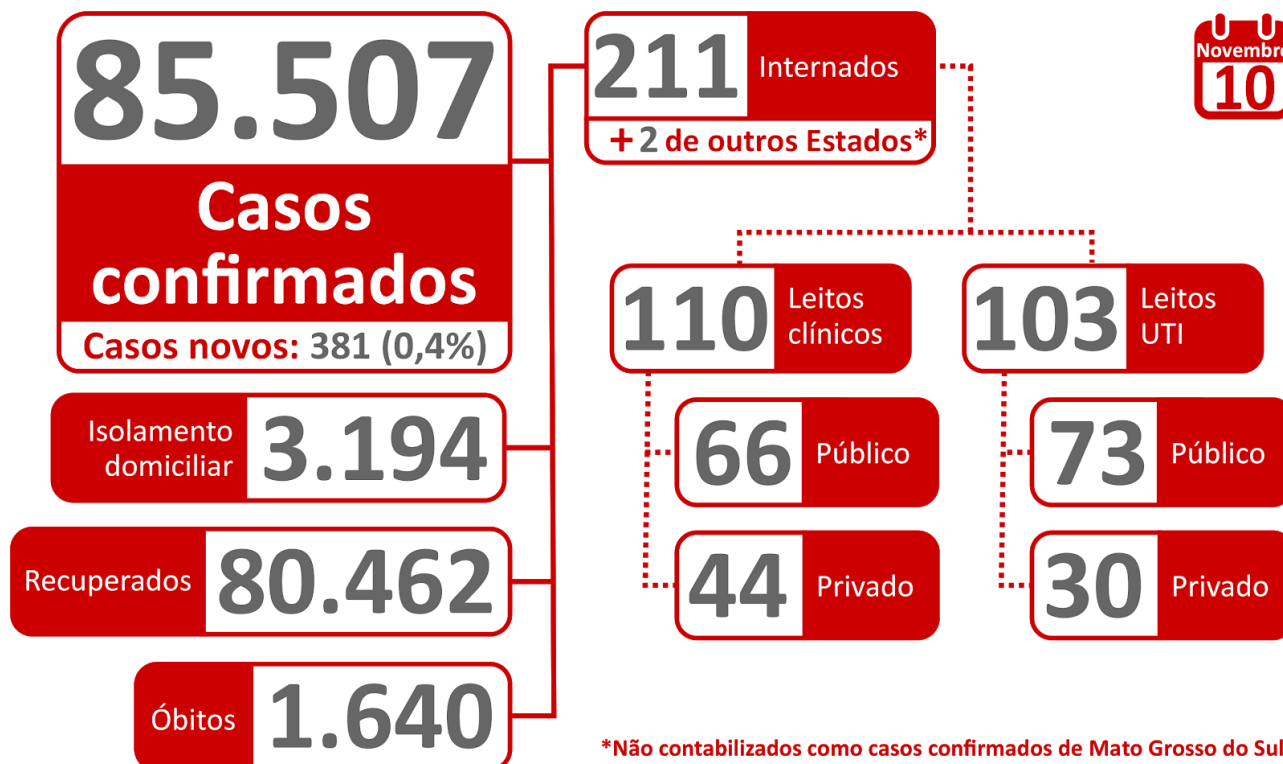 85.507
Casos
confirmados
Casos novos: 381 (0,4%)
Isolamento
domiciliar
3.194
Recuperados
80.462
Óbitos
1.640
211
Internados
+ 2 de outros Estados*
110
Leitos
clínicos
66
Público
44
Privado
103
Leitos
UTI
73
Público
30
Privado
Novembro
10
*Não contabilizados como casos confirmados de Mato Grosso do Sul